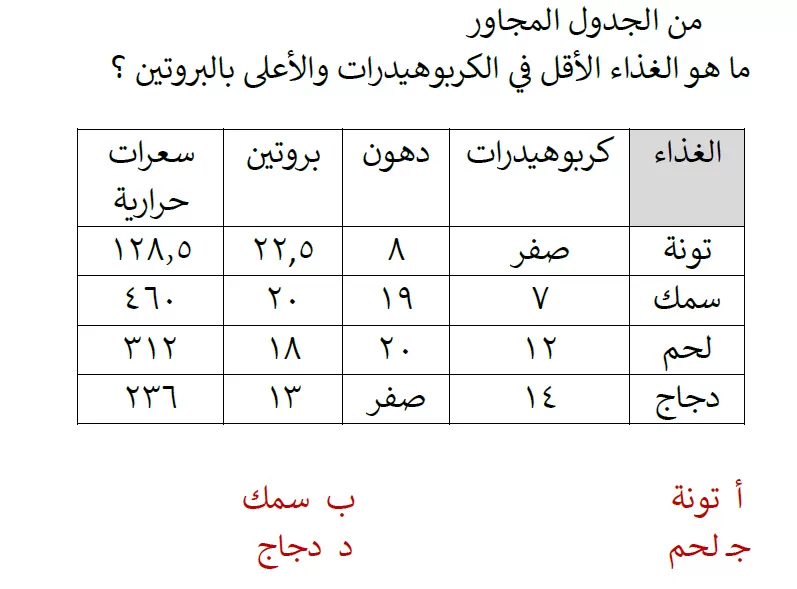 من الجدول المجاور
ما هو الغذاء الأقل في الكربوهيدرات والأعلى بالبروتين ؟
الغذاء كربوهيدرات دهون بروتين سعرات
حرارية
تونة صفر ٨ ٢٢,٥ ١٢٨,٥
سمك ٧ ١٩ ٢٠ ٤٦٠
لحم ١٢ ٢٠ ١٨ ٣١٢
دجاج ١٤ صفر ١٣ ٢٣٦
أ تونة ب سمك
جـ لحم د دجاج